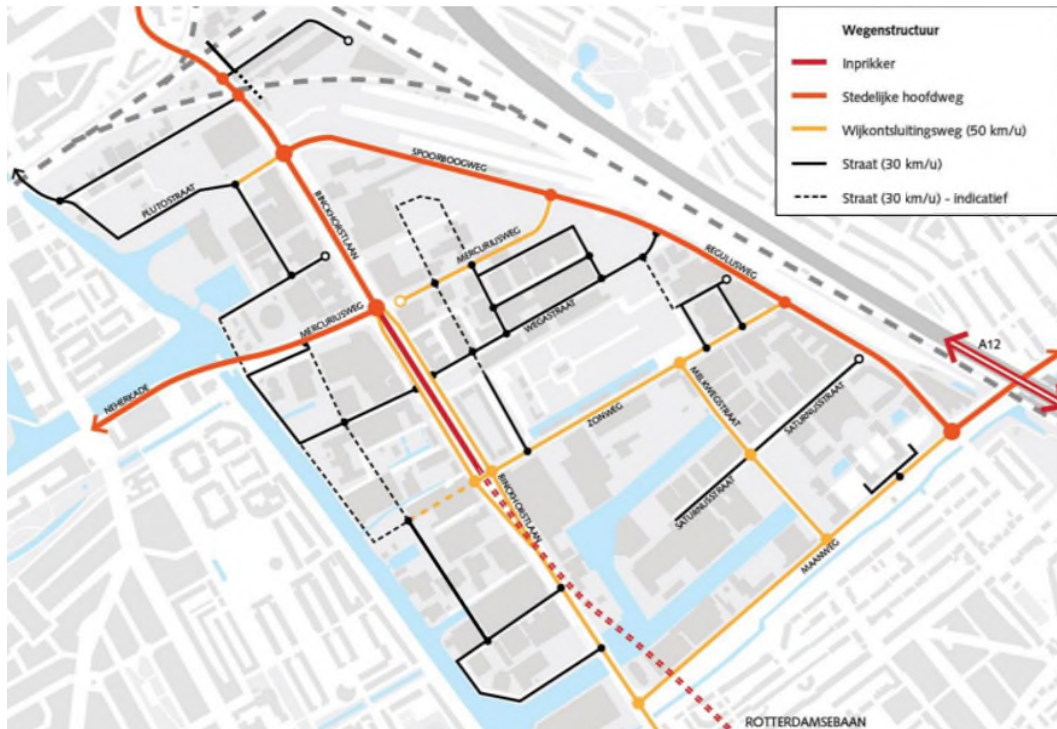 Wegenstructuur
Inprikker
Stedelijke hoofdweg
Wijkontsluitingsweg (50 km/u)
Straat (30 km/u)
Straat (30 km/u) - indicatief
SPOORBOOGWEG
PLUTOSTRAAT
BINCKHORSTLAAN
MERCURIUSWEG
REGULUSWEG
MERCURIUSWEG
WEGASTRAAT
A12
NEHERKADE
MELKWEGSTRAAT
ZONWEG
SATURNUSSTRAAT
BINCKHORSTLAAN
SATURNUSSTRAAT
MAANWEG
ROTTERDAMSEBAAN